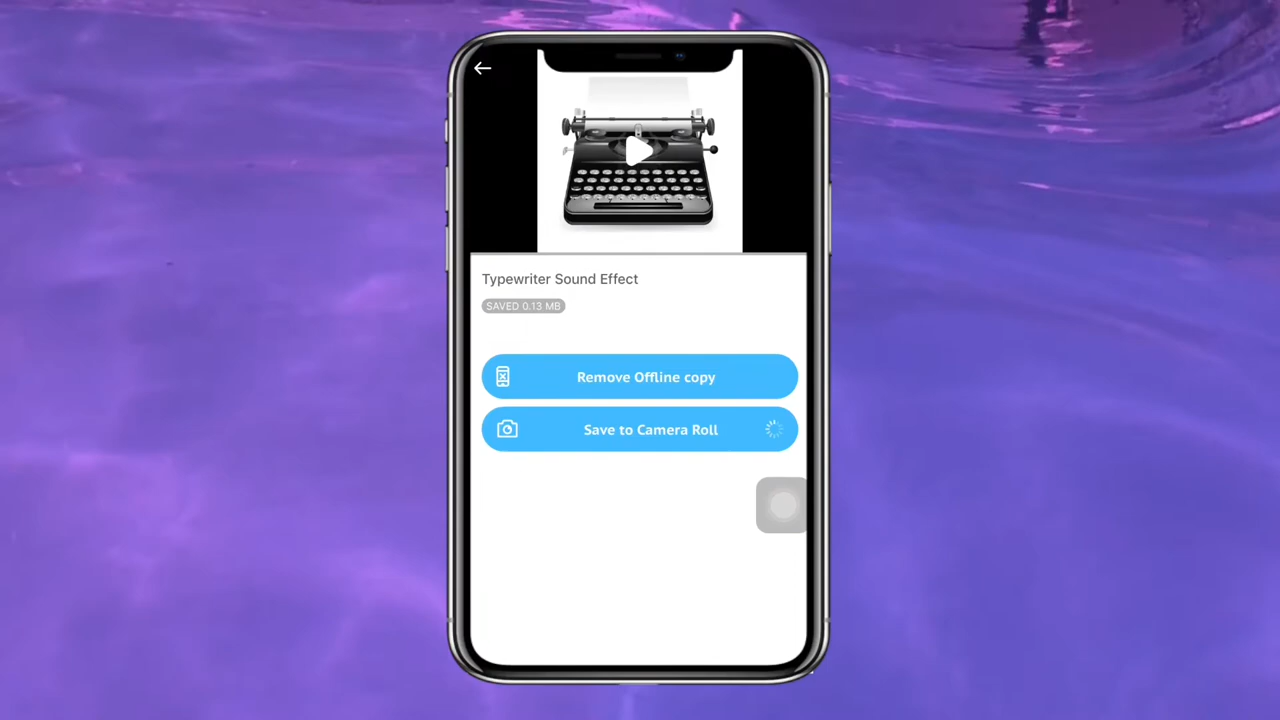 Typewriter Sound Effect
SAVED 0.13 MB
Remove Offline copy
Save to Camera Roll